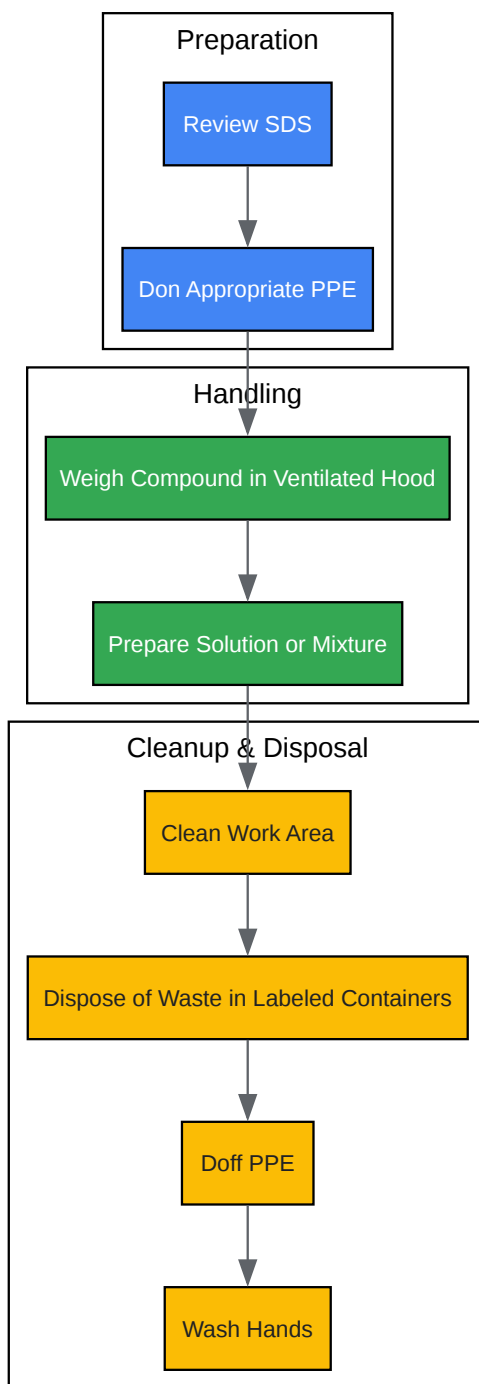 Preparation
Review SDS
Don Appropriate PPE
Handling
Weigh Compound in Ventilated Hood
Prepare Solution or Mixture
Cleanup & Disposal
Clean Work Area
Dispose of Waste in Labeled Containers
Doff PPE
Wash Hands